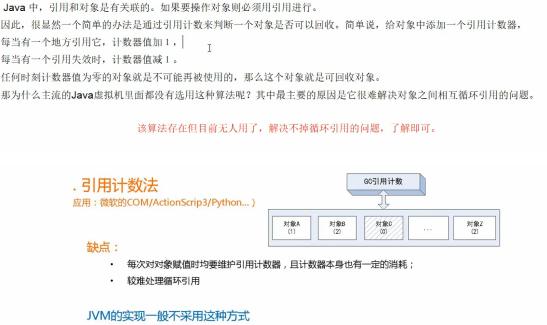 Java 中，引用和对象是有关联的。如果要操作对象则必须用引用进行。
因此，很显然一个简单的办法是通过引用计数来判断一个对象是否可以回收。简单说，给对象中添加一个引用计数器，
每当有一个地方引用它，计数器值加1，
每当有一个引用失效时，计数器值减1。
任何时刻计数器值为零的对象就是不可能再被使用的，那么这个对象就是可回收对象。
那为什么主流的Java虚拟机里面都没有选用这种算法呢？其中最主要的原因是它很难解决对象之间相互循环引用的问题。
该算法存在但目前无人用了，解决不掉循环引用的问题，了解即可。
. 引用计数法
应用：微软的COM/ActionScrip3/Python...）
GC引用计数
对象A
(1)
对象B
(2)
对象C
(0)
...
对象Z
(2)
缺点：
• 每次对对象赋值时均要维护引用计数器，且计数器本身也有一定的消耗；
• 较难处理循环引用
JVM的实现一般不采用这种方式